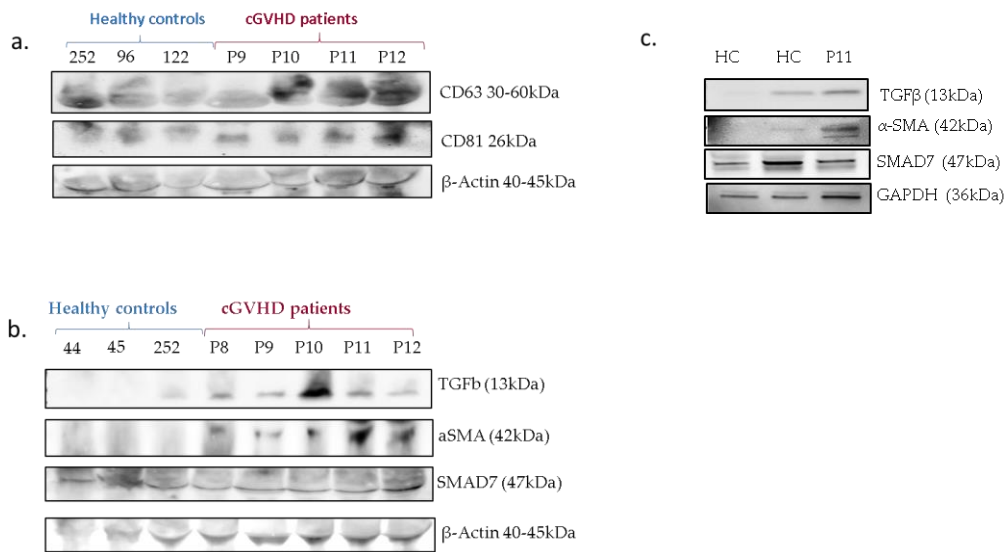 a.
Healthy controls cGVHD patients
252 96 122 P9 P10 P11 P12
CD63 30-60kDa
CD81 26kDa
β-Actin 40-45kDa
c.
HC HC P11
TGFβ (13kDa)
α-SMA (42kDa)
SMAD7 (47kDa)
GAPDH (36kDa)
b.
Healthy controls cGVHD patients
44 45 252 P8 P9 P10 P11 P12
TGFb (13kDa)
aSMA (42kDa)
SMAD7 (47kDa)
β-Actin 40-45kDa